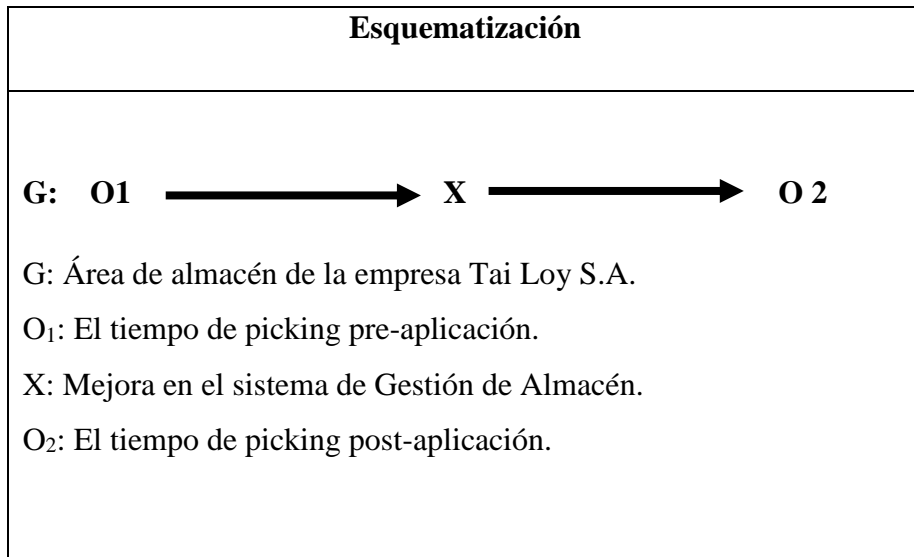 Esquematización
G: O1 X O 2
G: Área de almacén de la empresa Tai Loy S.A.
O1: El tiempo de picking pre-aplicación.
X: Mejora en el sistema de Gestión de Almacén.
O2: El tiempo de picking post-aplicación.